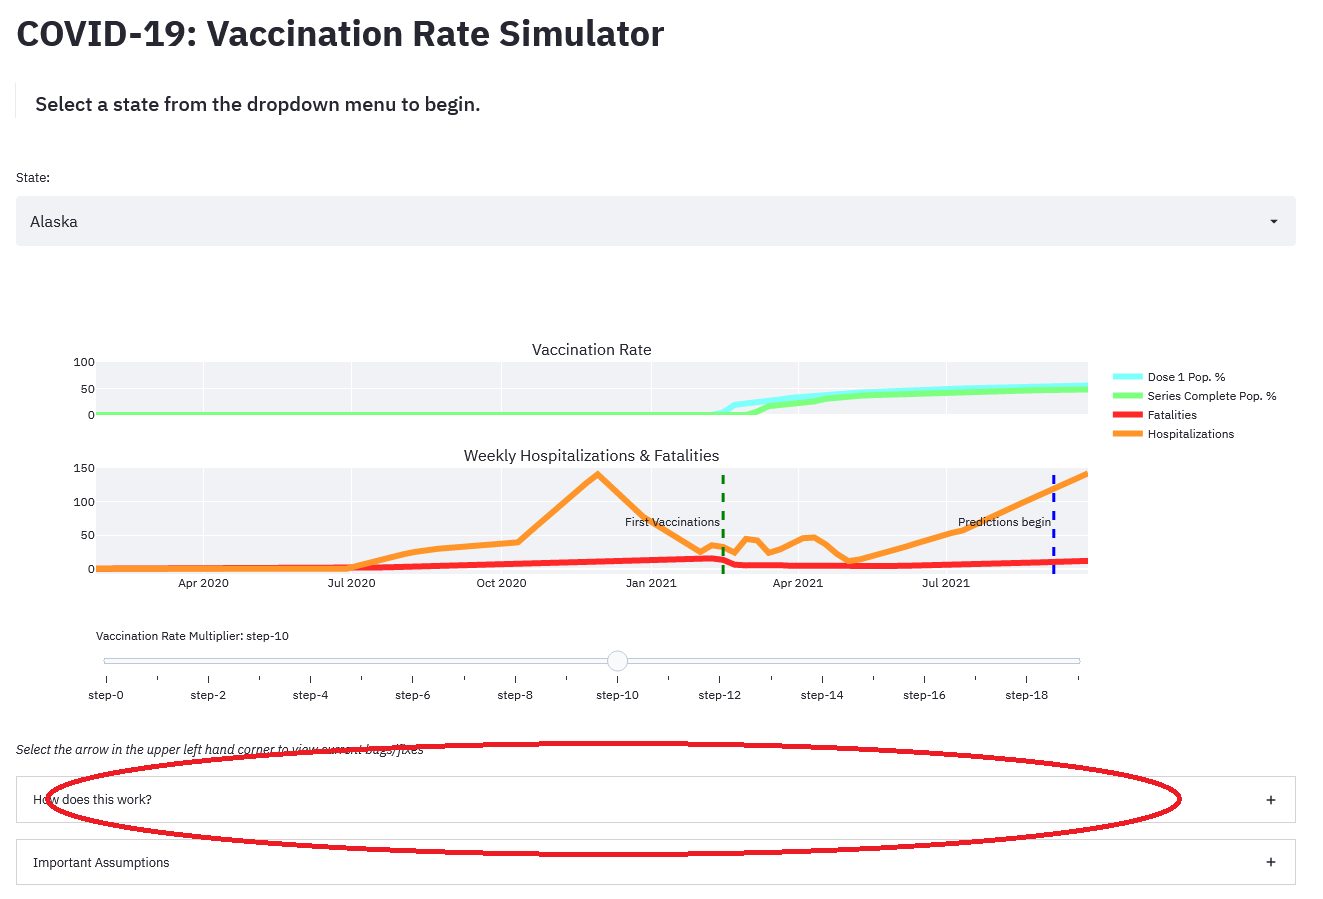 COVID-19: Vaccination Rate Simulator
Select a state from the dropdown menu to begin.
State:
Alaska
Vaccination Rate
100
50
0
Dose 1 Pop. %
Series Complete Pop. %
Fatalities
Hospitalizations
Weekly Hospitalizations & Fatalities
150
100
50
0
First Vaccinations
Predictions begin
Apr 2020 Jul 2020 Oct 2020 Jan 2021 Apr 2021 Jul 2021
Vaccination Rate Multiplier: step-10
step-0 step-2 step-4 step-6 step-8 step-10 step-12 step-14 step-16 step-18
Select the arrow in the upper left hand corner to view current bugs/fixes
How does this work? +
Important Assumptions +